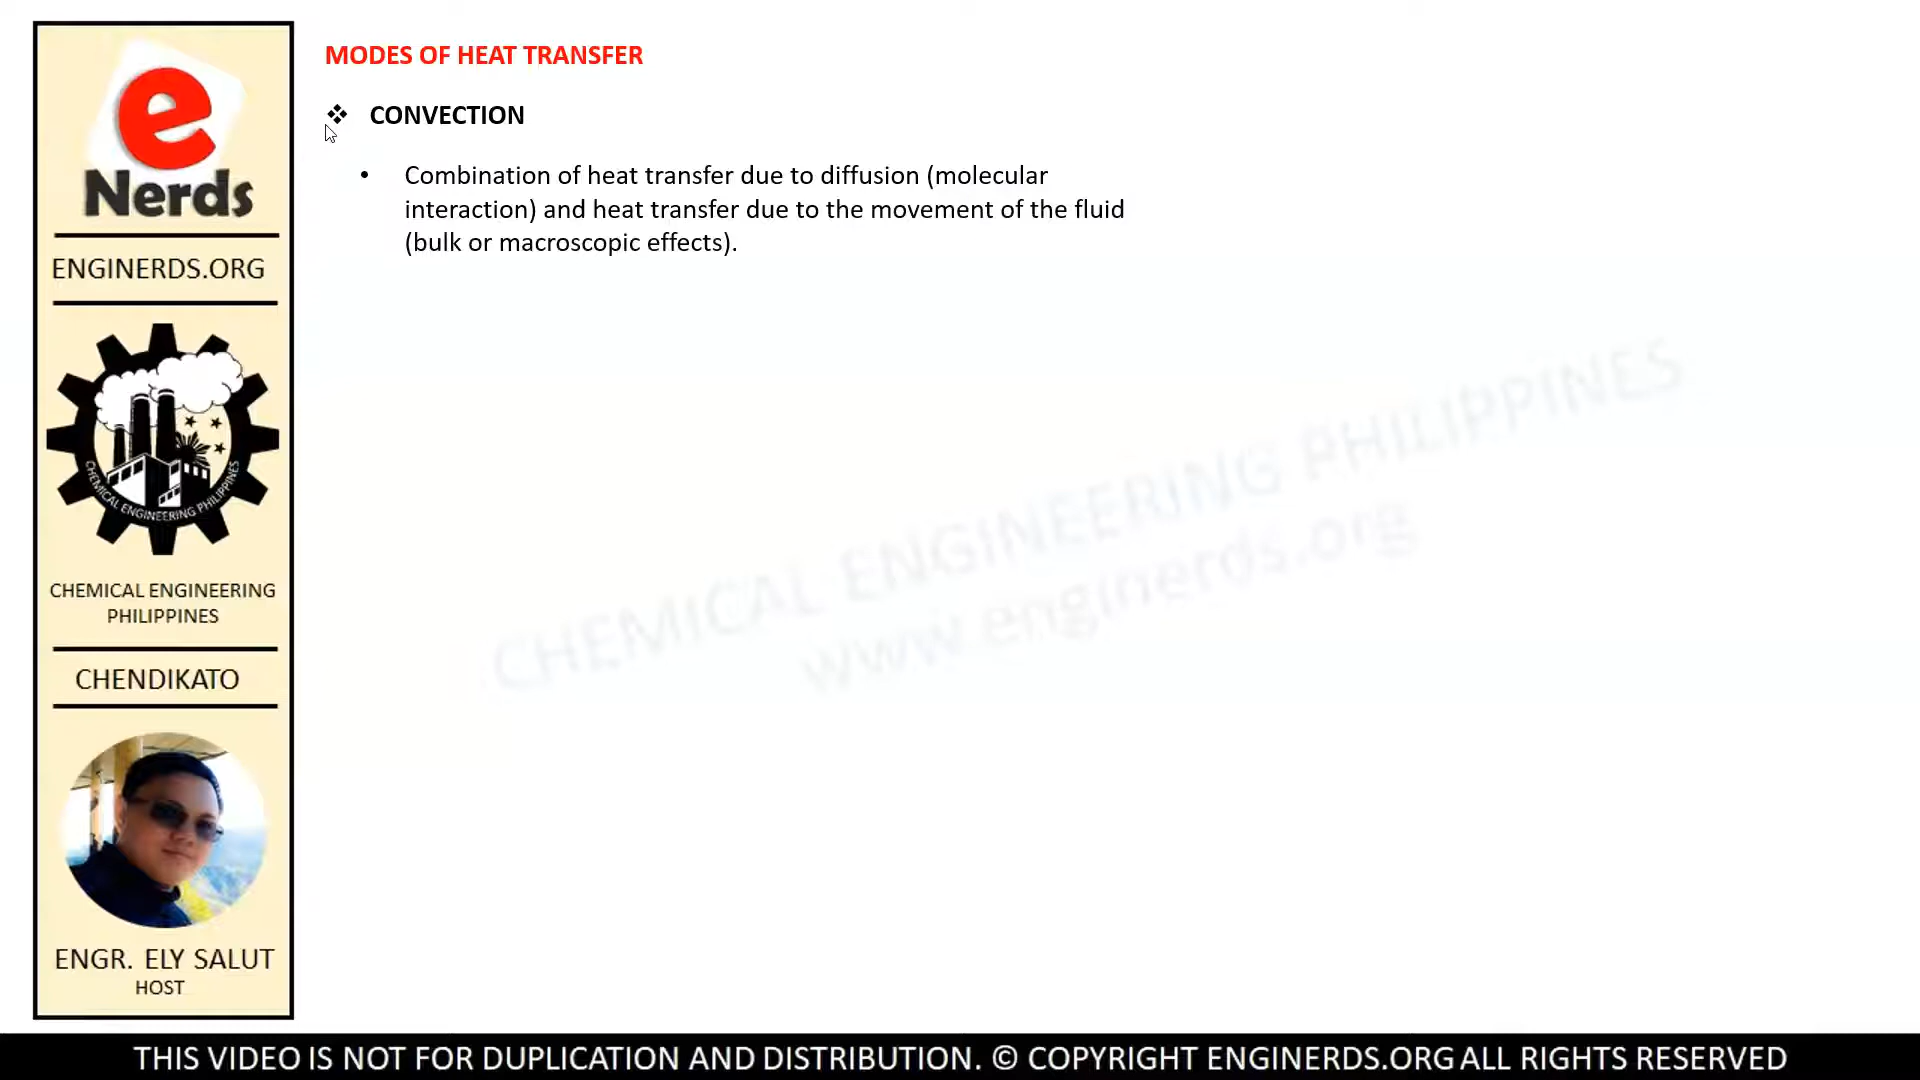 MODES OF HEAT TRANSFER
❖ CONVECTION
• Combination of heat transfer due to diffusion (molecular
interaction) and heat transfer due to the movement of the fluid
(bulk or macroscopic effects).
e
Nerds
ENGINERDS.ORG
CHEMICAL ENGINEERING PHILIPPINES
CHEMICAL ENGINEERING
PHILIPPINES
CHENDIKATO
ENGR. ELY SALUT
HOST
CHEMICAL ENGINEERING PHILIPPINES
www.enginerds.org
THIS VIDEO IS NOT FOR DUPLICATION AND DISTRIBUTION. © COPYRIGHT ENGINERDS.ORG ALL RIGHTS RESERVED